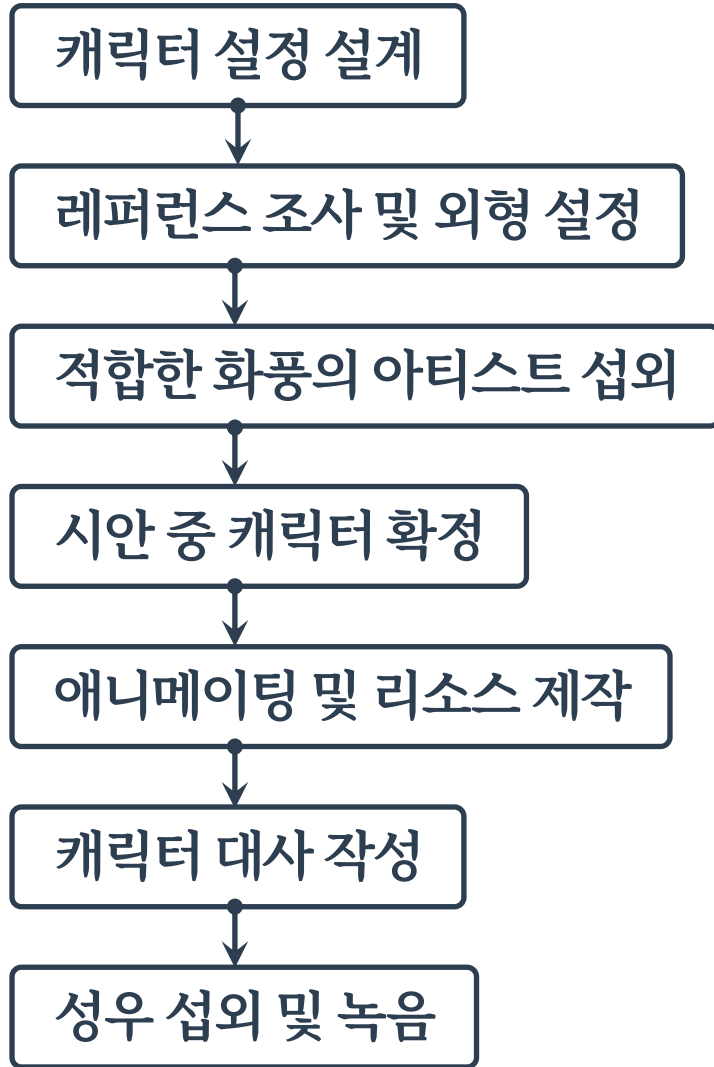 캐릭터 설정 설계
레퍼런스 조사 및 외형 설정
적합한 화풍의 아티스트 섭외
시안 중 캐릭터 확정
애니메이팅 및 리소스 제작
캐릭터 대사 작성
성우 섭외 및 녹음